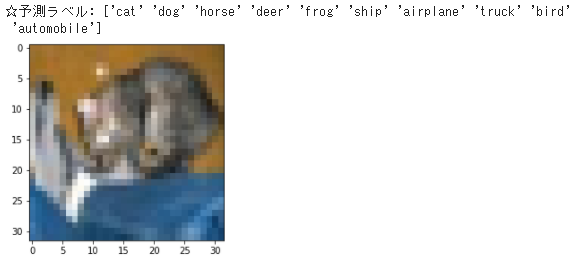 ☆予測ラベル: ['cat' 'dog' 'horse' 'deer' 'frog' 'ship' 'airplane' 'truck' 'bird'
'automobile']
0
5
10
15
20
25
30
0 5 10 15 20 25 30